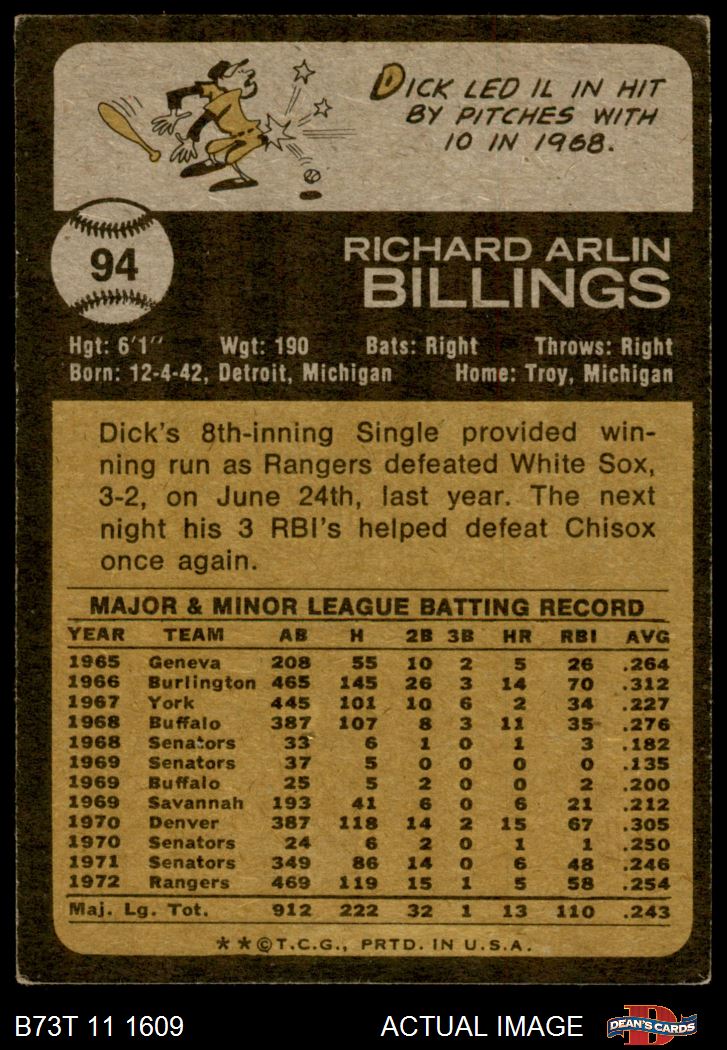 DICK LED IL IN HIT
BY PITCHES WITH
10 IN 1968.
94
RICHARD ARLIN
BILLINGS
Hgt: 6'1" Wgt: 190 Bats: Right Throws: Right
Born: 12-4-42, Detroit, Michigan Home: Troy, Michigan
Dick's 8th-inning Single provided win-
ning run as Rangers defeated White Sox,
3-2, on June 24th, last year. The next
night his 3 RBI's helped defeat Chisox
once again.
MAJOR & MINOR LEAGUE BATTING RECORD
YEAR TEAM AB H 2B 3B HR RBI AVG
1965 Geneva 208 55 10 2 5 26 .264
1966 Burlington 465 145 26 3 14 70 .312
1967 York 445 101 10 6 2 34 .227
1968 Buffalo 387 107 8 3 11 35 .276
1968 Senators 33 6 1 0 1 3 .182
1969 Senators 37 5 0 0 0 0 .135
1969 Buffalo 25 5 2 0 0 2 .200
1969 Savannah 193 41 6 0 6 21 .212
1970 Denver 387 118 14 2 15 67 .305
1970 Senators 24 6 2 0 1 1 .250
1971 Senators 349 86 14 0 6 48 .246
1972 Rangers 469 119 15 1 5 58 .254
Maj. Lg. Tot. 912 222 32 1 13 110 .243
**©T.C.G., PRTD. IN U.S.A.
B73T 11 1609 ACTUAL IMAGE DEAN'S CARDS